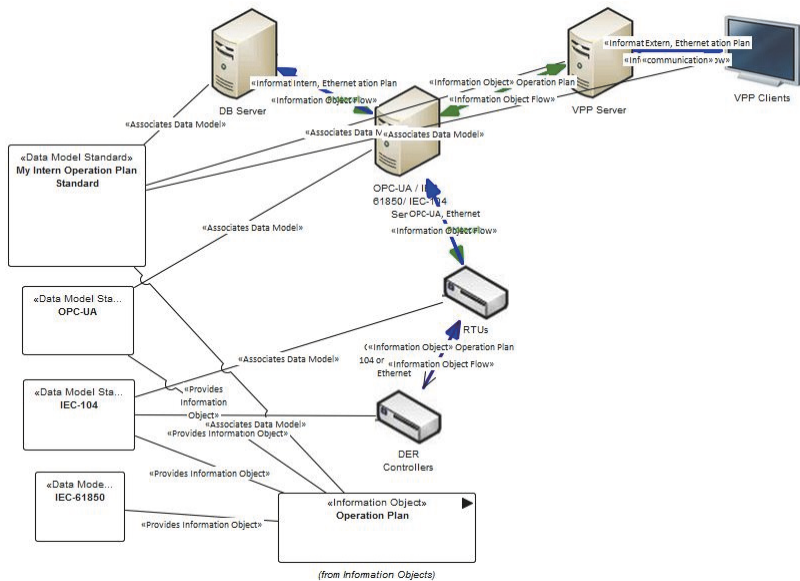 «InformatExtern, Ethernet ation Plan
«Infi «communication» ow»
VPP Clients
VPP Server
«Informat Intern, Ethernet ation Plan
«Information Object Flow»
DB Server
«Information Object» Operation Plan
«Information Object Flow»
«Associates Data Model»
«Associates Data M
«Associates Data Model»
«Data Model Standard»
My Intern Operation Plan
Standard
OPC-UA / I
61850/ IEC-104
Ser OPC-UA, Ethernet
«Information Object Flow»
«Associates Data Model»
«Data Model Sta...
OPC-UA
RTUs
«Information Object» Operation Plan
104 or
«Information Object Flow»
Ethernet
«Associates Data Model»
«Data Model Sta...
IEC-104
«Provides
Information
Object»
«Associates Data Model»
«Provides Information Object»
DER
Controllers
«Provides Information Object»
«Data Mode...
IEC-61850
«Information Object»
Operation Plan
«Provides Information Object»
(from Information Objects)